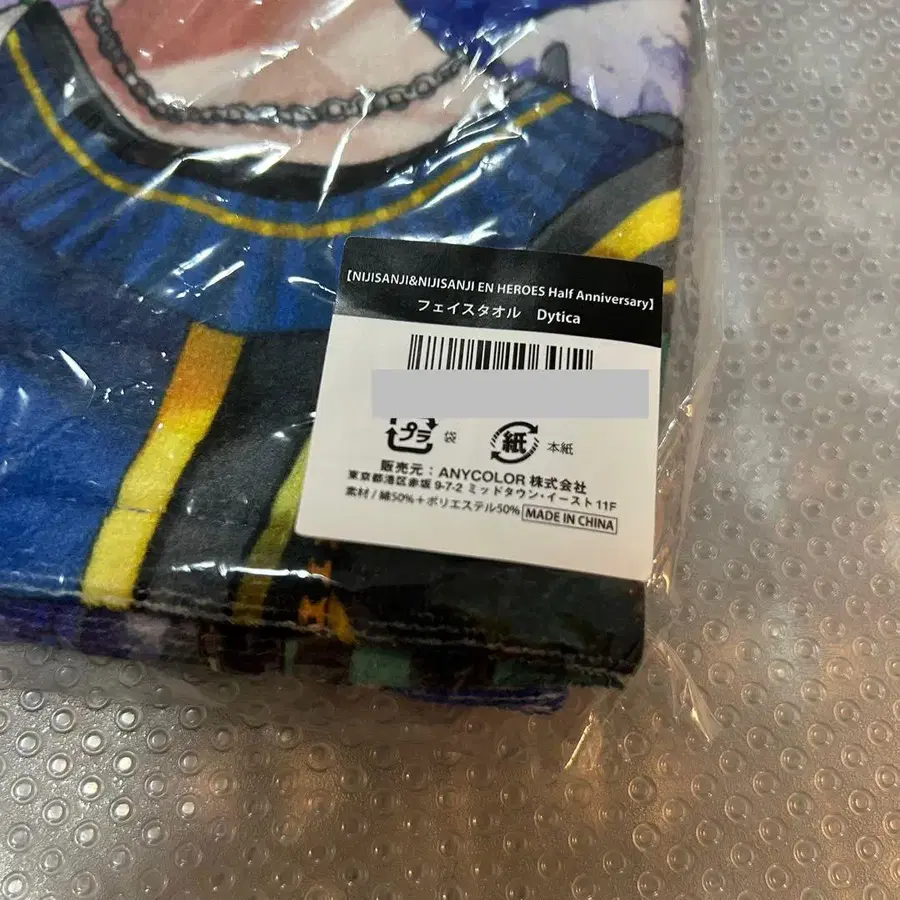 【NIJISANJI&NIJISANJI EN HEROES Half Anniversary】
フェイスタオル Dytica
プラ 袋 紙 本紙
販売元：ANYCOLOR 株式会社
東京都港区赤坂 9-7-2 ミッドタウン・イースト 11F
素材 / 綿50%＋ポリエステル50% MADE IN CHINA